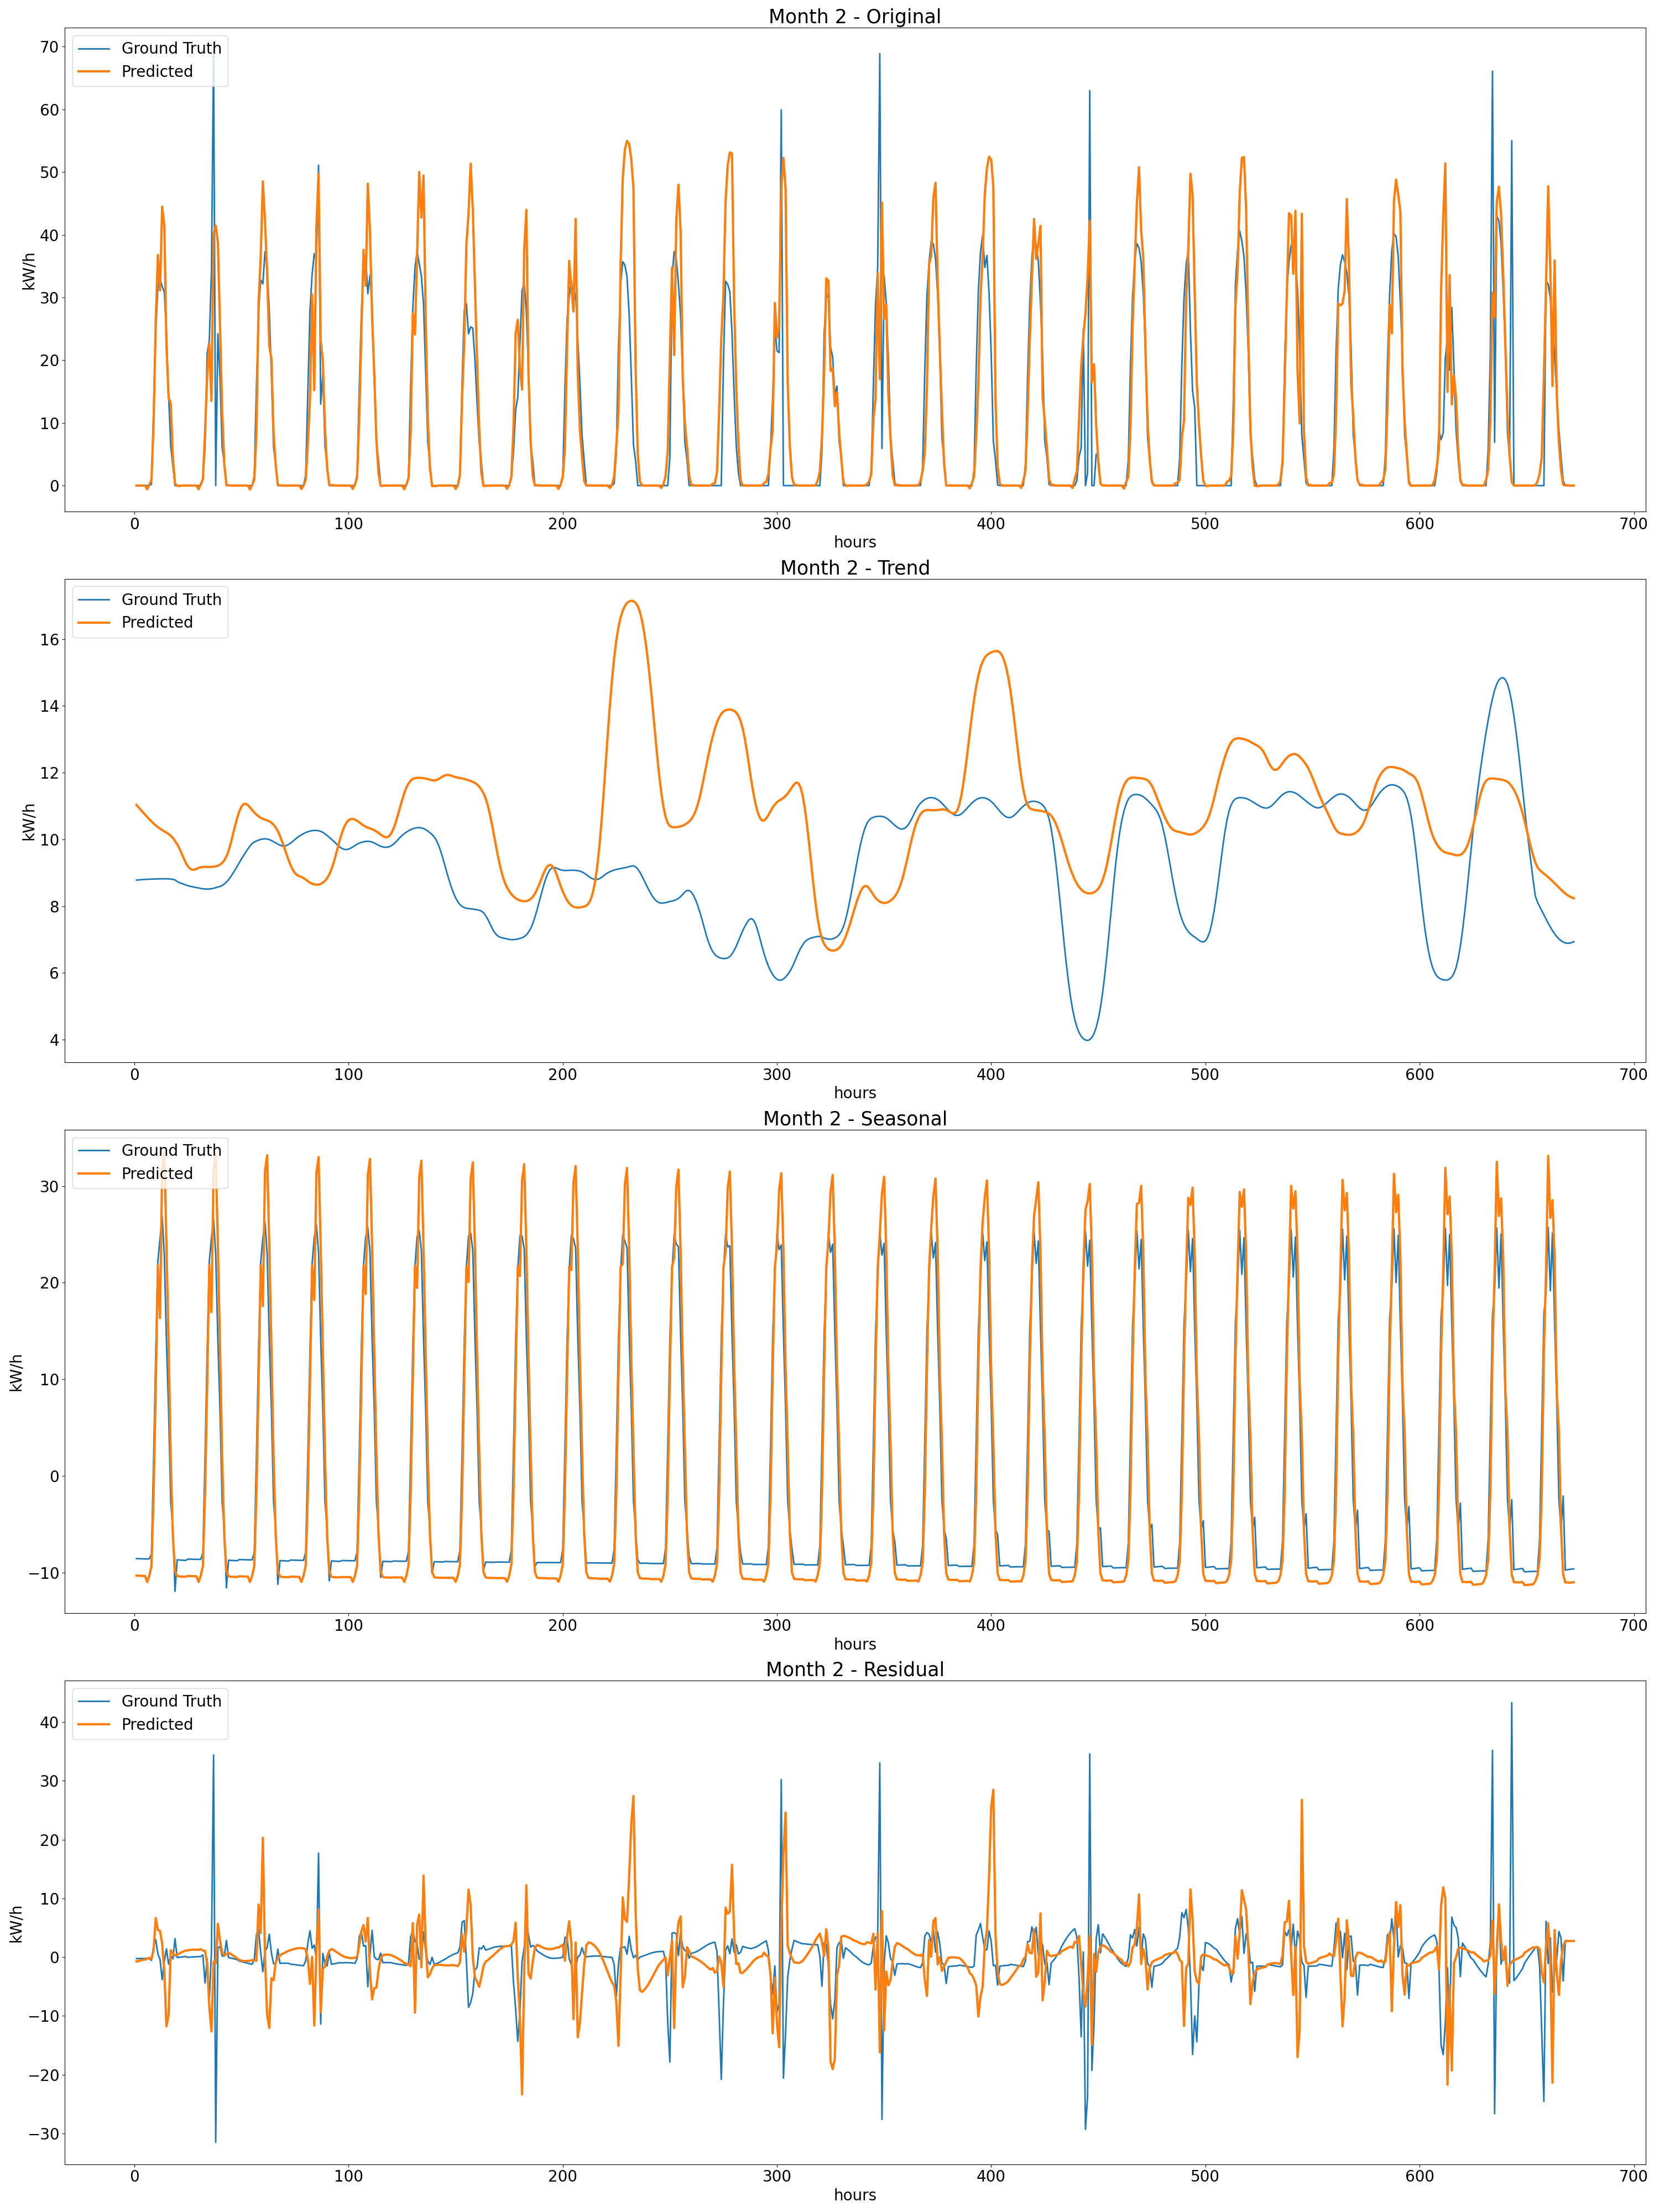 Month 2 - Original
Ground Truth
Predicted
kW/h
70
60
50
40
30
20
10
0
0 100 200 300 400 500 600 700
hours
Month 2 - Trend
Ground Truth
Predicted
kW/h
16
14
12
10
8
6
4
0 100 200 300 400 500 600 700
hours
Month 2 - Seasonal
Ground Truth
Predicted
kW/h
30
20
10
0
−10
0 100 200 300 400 500 600 700
hours
Month 2 - Residual
Ground Truth
Predicted
kW/h
40
30
20
10
0
−10
−20
−30
0 100 200 300 400 500 600 700
hours